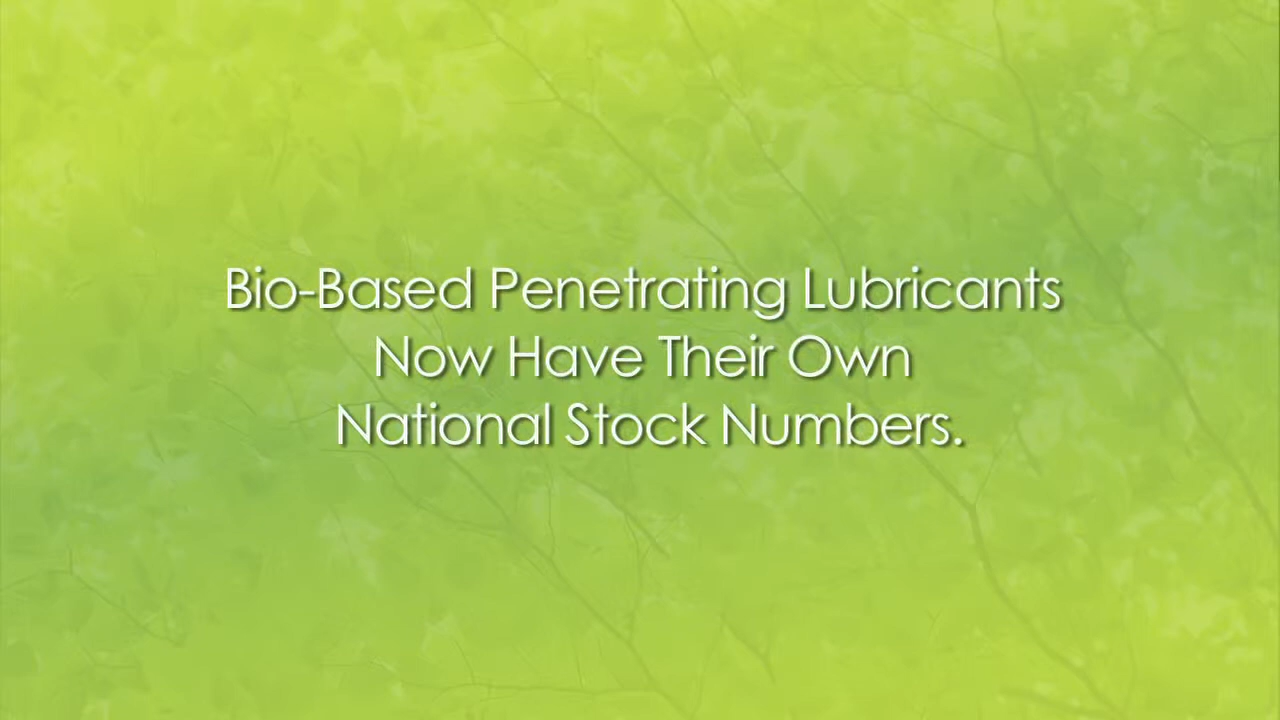 Bio-Based Penetrating Lubricants
Now Have Their Own
National Stock Numbers.